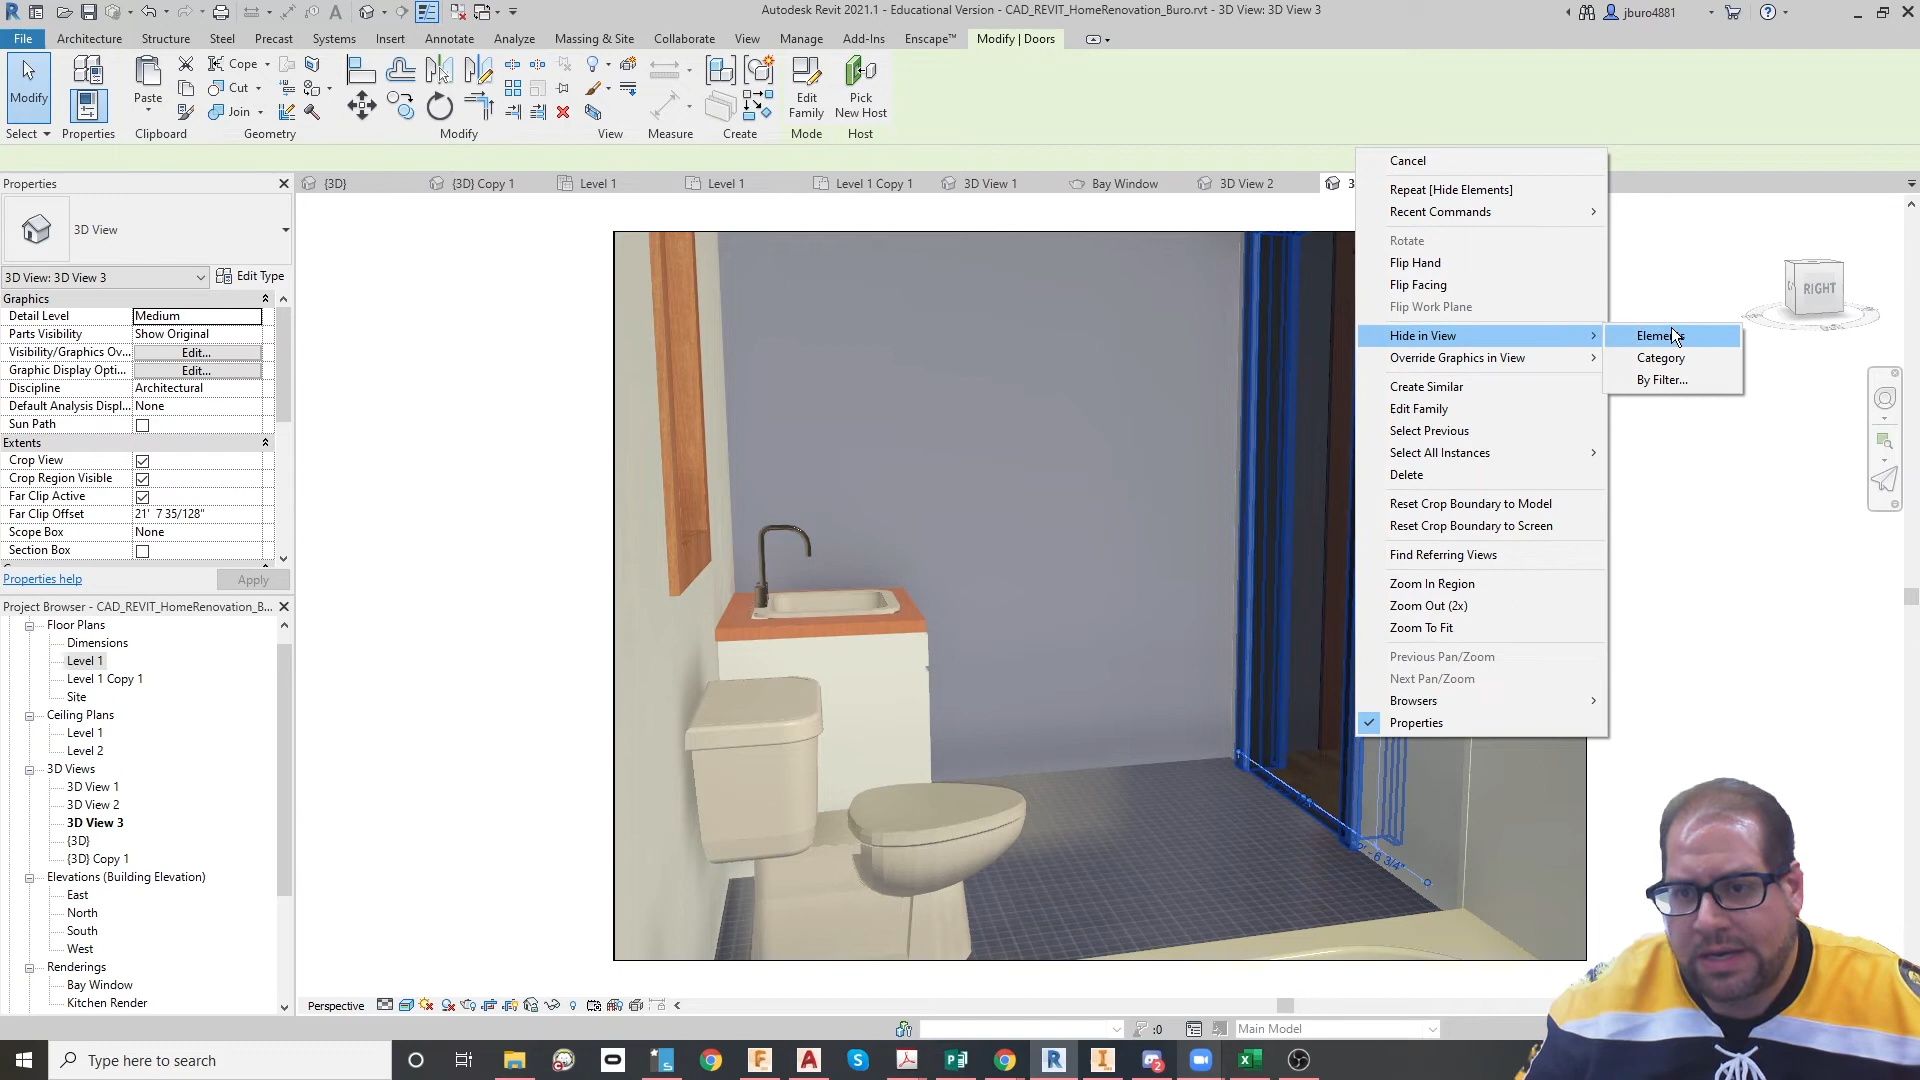 Autodesk Revit 2021.1 - Educational Version - CAD_REVIT_HomeRenovation_Buro.rvt - 3D View: 3D View 3
jburo4881
File Architecture Structure Steel Precast Systems Insert Annotate Analyze Massing & Site Collaborate View Manage Add-Ins Enscape™ Modify | Doors
Modify
Paste
Cope
Cut
Join
Edit Family
Pick New Host
Select Properties Clipboard Geometry Modify View Measure Create Mode Host
Properties
{3D} {3D} Copy 1 Level 1 Level 1 Level 1 Copy 1 3D View 1 Bay Window 3D View 2
3D View
3D View: 3D View 3 Edit Type
Graphics
Detail Level Medium
Parts Visibility Show Original
Visibility/Graphics Ov... Edit...
Graphic Display Opti... Edit...
Discipline Architectural
Default Analysis Displ... None
Sun Path
Extents
Crop View
Crop Region Visible
Far Clip Active
Far Clip Offset 21' 7 35/128"
Scope Box None
Section Box
Properties help Apply
Project Browser - CAD_REVIT_HomeRenovation_B...
Floor Plans
Dimensions
Level 1
Level 1 Copy 1
Site
Ceiling Plans
Level 1
Level 2
3D Views
3D View 1
3D View 2
3D View 3
{3D}
{3D} Copy 1
Elevations (Building Elevation)
East
North
South
West
Renderings
Bay Window
Kitchen Render
Cancel
Repeat [Hide Elements]
Recent Commands
Rotate
Flip Hand
Flip Facing
Flip Work Plane
Hide in View
Override Graphics in View
Create Similar
Edit Family
Select Previous
Select All Instances
Delete
Reset Crop Boundary to Model
Reset Crop Boundary to Screen
Find Referring Views
Zoom In Region
Zoom Out (2x)
Zoom To Fit
Previous Pan/Zoom
Next Pan/Zoom
Browsers
Properties
Elements
Category
By Filter...
RIGHT
Perspective
:0
Main Model
Type here to search